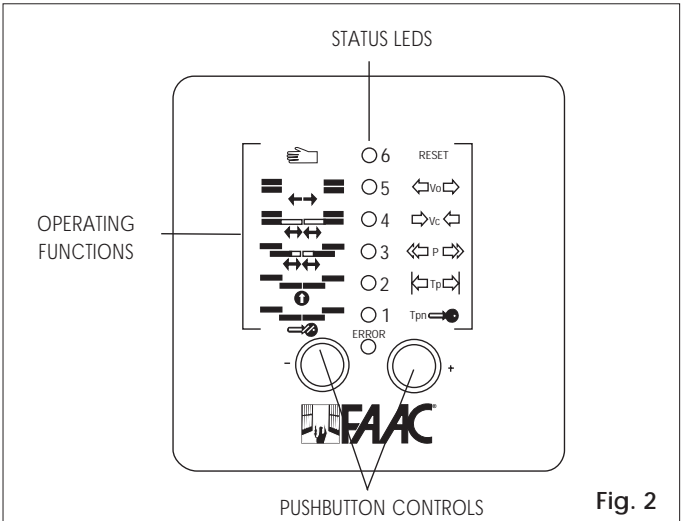 STATUS LEDS
6 RESET
5 Vo
4 Vc
OPERATING
FUNCTIONS
3 P
2 Tp
1 Tpn
ERROR
- +
FAAC®
PUSHBUTTON CONTROLS
Fig. 2